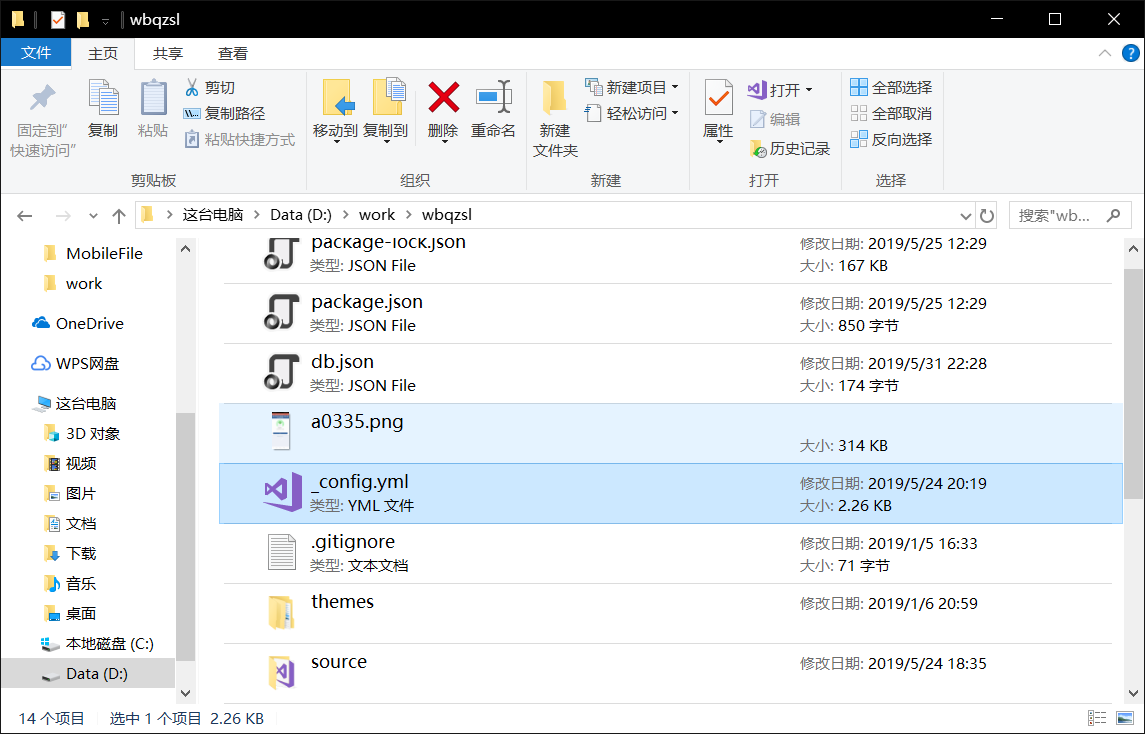 wbqzsl
文件 主页 共享 查看
固定到"
快速访问"
复制
粘贴
剪切
复制路径
粘贴快捷方式
剪贴板
移动到
复制到
删除
重命名
组织
新建
文件夹
新建项目
轻松访问
新建
属性
打开
编辑
历史记录
打开
全部选择
全部取消
反向选择
选择
这台电脑 > Data (D:) > work > wbqzsl
搜索"wb...
MobileFile
work
OneDrive
WPS网盘
这台电脑
3D 对象
视频
图片
文档
下载
音乐
桌面
本地磁盘 (C:)
Data (D:)
package-lock.json
类型: JSON File
修改日期: 2019/5/25 12:29
大小: 167 KB
package.json
类型: JSON File
修改日期: 2019/5/25 12:29
大小: 850 字节
db.json
类型: JSON File
修改日期: 2019/5/31 22:28
大小: 174 字节
a0335.png
大小: 314 KB
_config.yml
类型: YML 文件
修改日期: 2019/5/24 20:19
大小: 2.26 KB
.gitignore
类型: 文本文档
修改日期: 2019/1/5 16:33
大小: 71 字节
themes
修改日期: 2019/1/6 20:59
source
修改日期: 2019/5/24 18:35
14 个项目 选中 1 个项目 2.26 KB